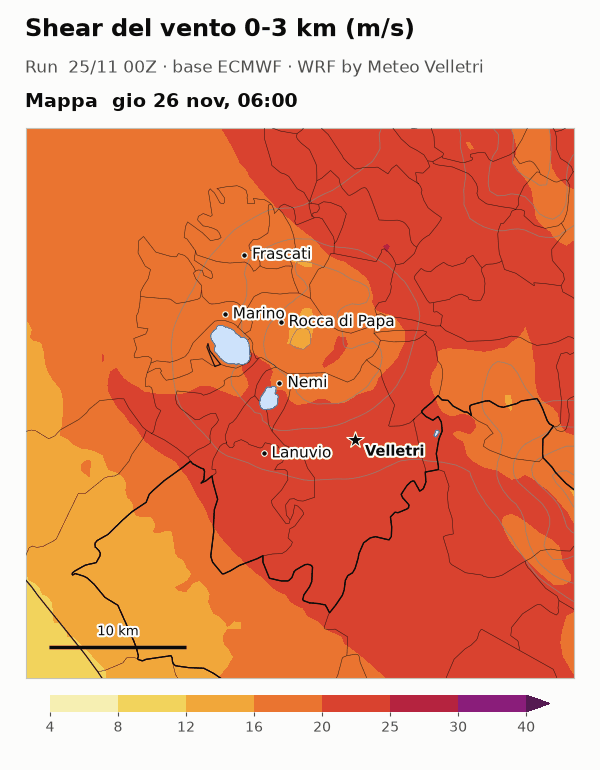 Shear del vento 0-3 km (m/s)
Run  25/11 00Z · base ECMWF · WRF by Meteo Velletri
Mappa  gio 26 nov, 06:00
Frascati
Marino
Rocca di Papa
Nemi
Velletri
Lanuvio
10 km
4 8 12 16 20 25 30 40